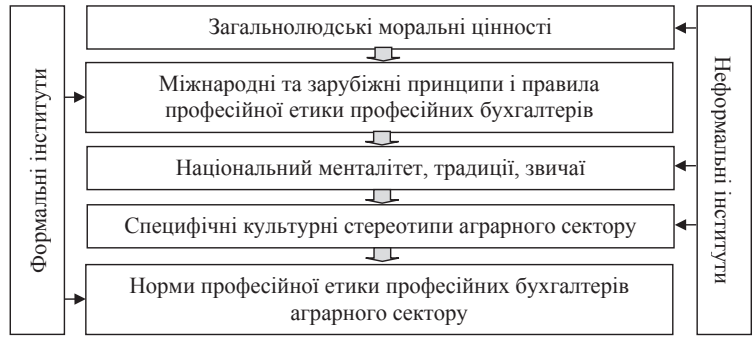 Формальні інститути
Загальнолюдські моральні цінності
Міжнародні та зарубіжні принципи і правила
професійної етики професійних бухгалтерів
Національний менталітет, традиції, звичаї
Специфічні культурні стереотипи аграрного сектору
Норми професійної етики професійних бухгалтерів
аграрного сектору
Неформальні інститути